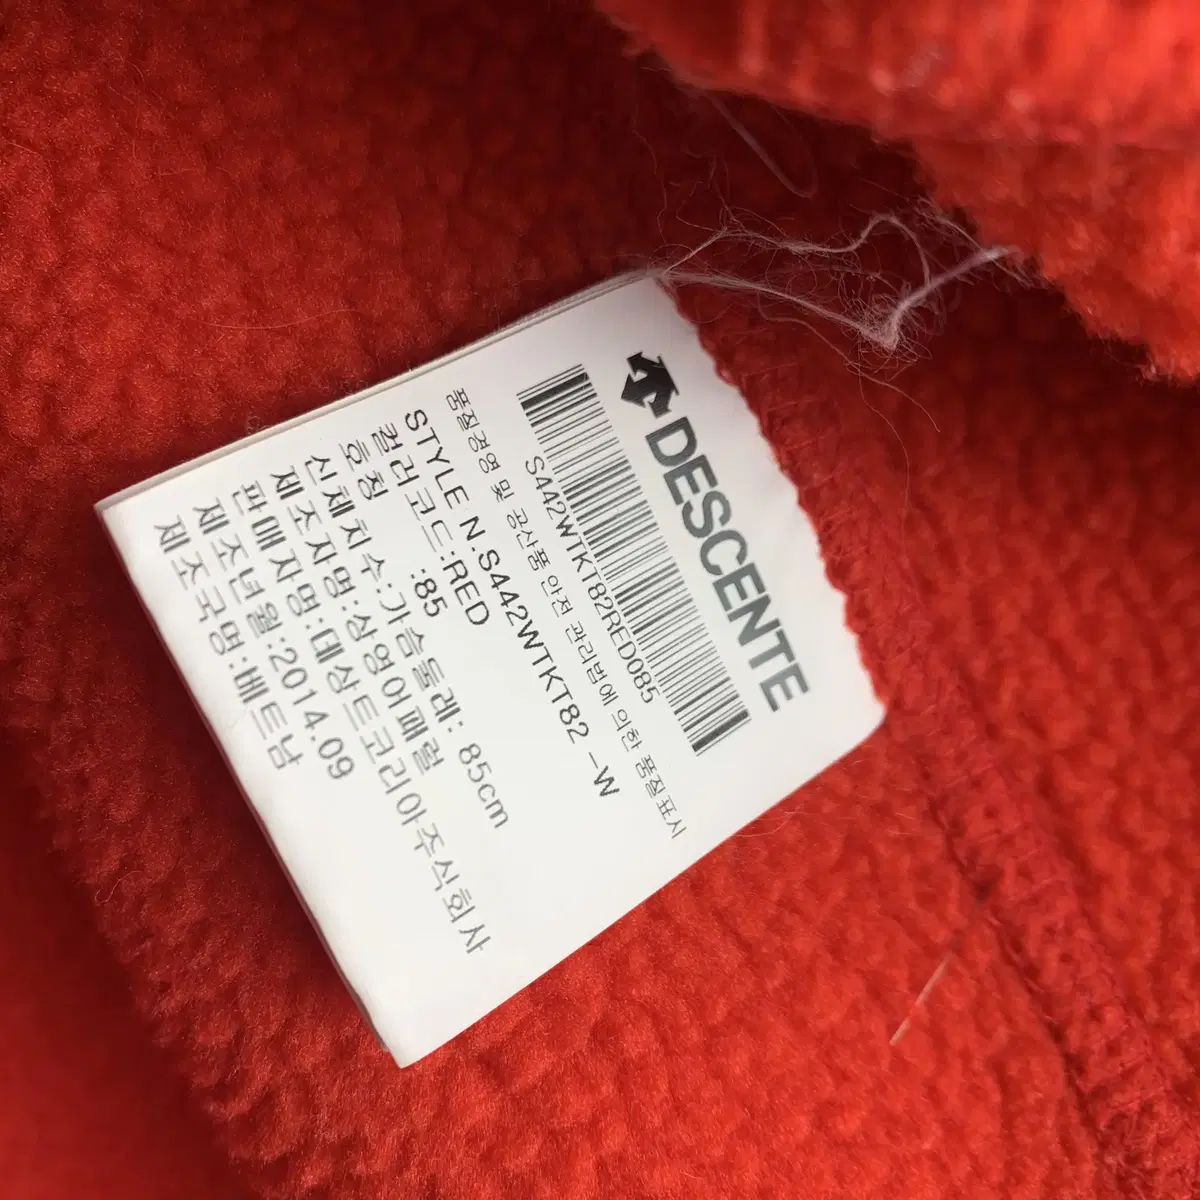 DESCENTE
S442WTKT82RED085
품질경영 및 공산품 안전 관리법에 의한 품질표시
STYLE N:S442WTKT82 -W
컬러코드:RED
호칭 :85
신체치수:가슴둘레: 85cm
제조자명:상영어패럴
판매자명:데상트코리아주식회사
제조년월:2014.09
제조국명:베트남